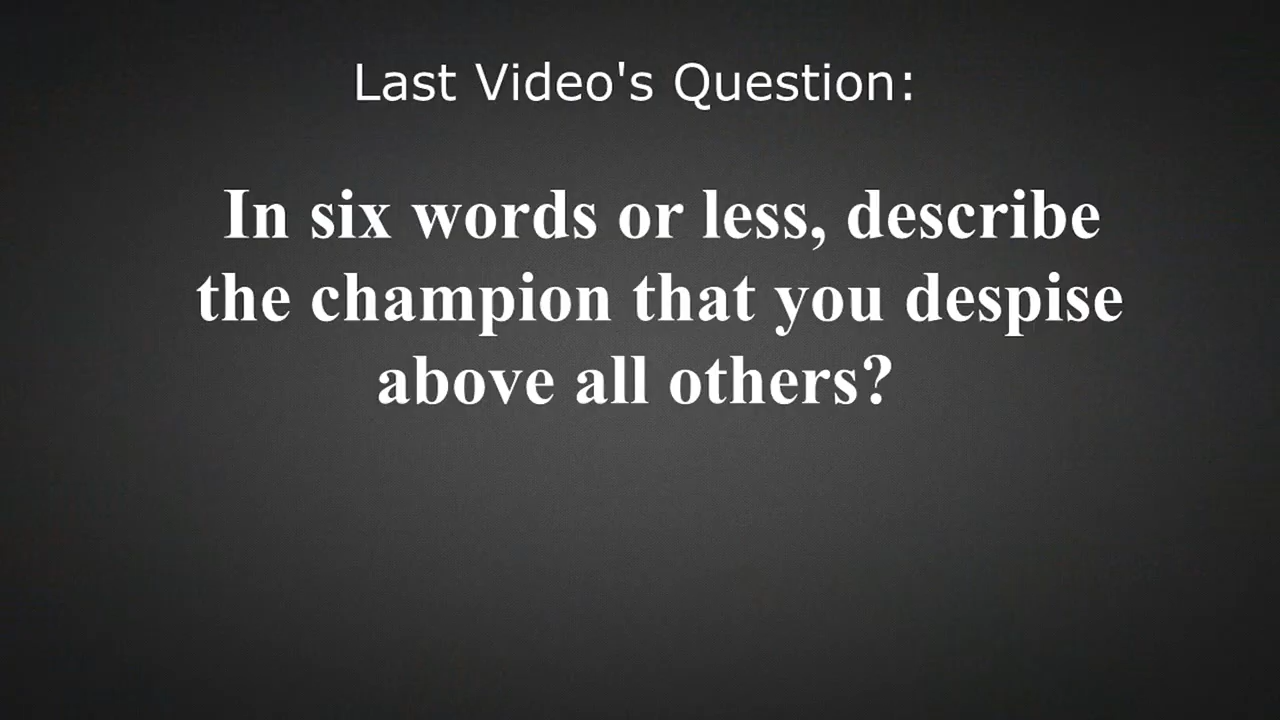 Last Video's Question:
In six words or less, describe
the champion that you despise
above all others?